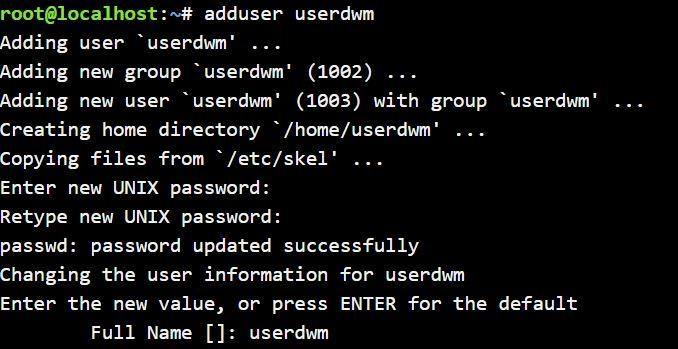 root@localhost:~# adduser userdwm
Adding user `userdwm' ...
Adding new group `userdwm' (1002) ...
Adding new user `userdwm' (1003) with group `userdwm' ...
Creating home directory `/home/userdwm' ...
Copying files from `/etc/skel' ...
Enter new UNIX password:
Retype new UNIX password:
passwd: password updated successfully
Changing the user information for userdwm
Enter the new value, or press ENTER for the default
        Full Name []: userdwm